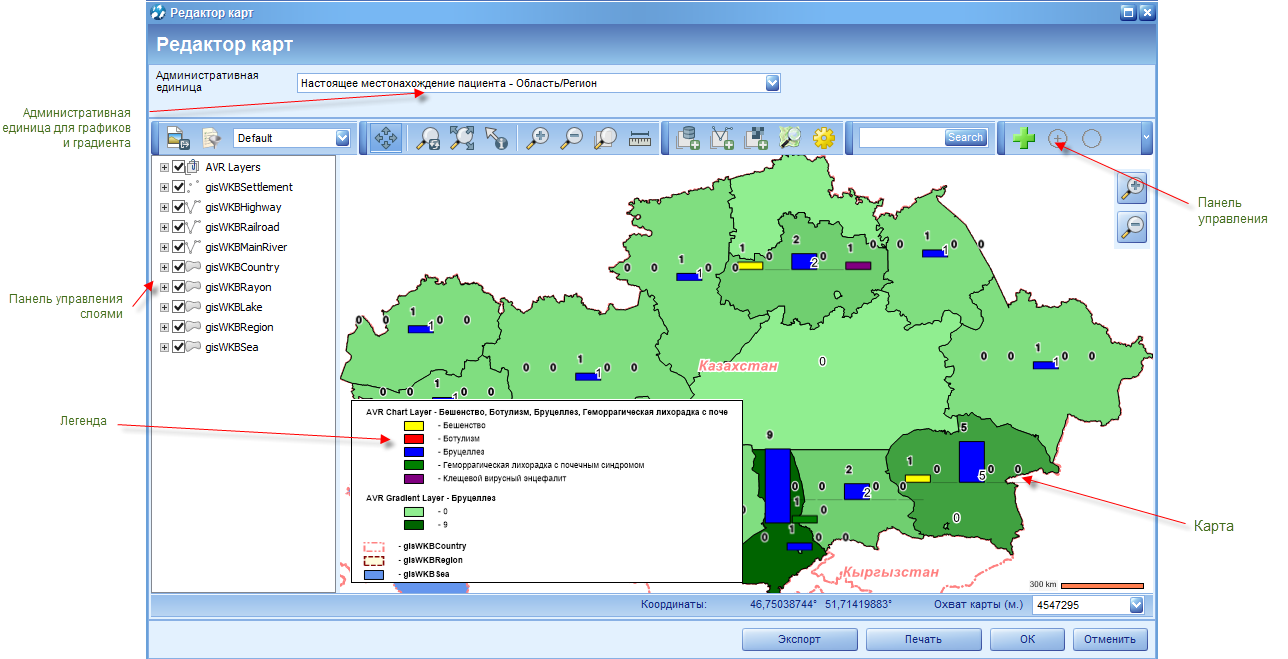 Редактор карт
Редактор карт
Административная
единица
Настоящее местонахождение пациента - Область/Регион
Административная
единица для графиков
и градиента
Default
Search
AVR Layers
gisWKBSettlement
gisWKBHighway
gisWKBRailroad
gisWKBMainRiver
gisWKBCountry
gisWKBRayon
gisWKBLake
gisWKBRegion
gisWKBSea
Панель
управления
Панель управления
слоями
Легенда
Карта
1 0 2 2 1 0 0
0 0 1 1 0
0 1 1 0 0
0 0 1 1 0 0
0 0 1 1 0 0
0 0 1 1 0 0
0 0 1 1 0 0
Казахстан
0
AVR Chart Layer - Бешенство, Ботулизм, Бруцеллез, Геморрагическая лихорадка с поче
- Бешенство
- Ботулизм
- Бруцеллез
- Геморрагическая лихорадка с почечным синдромом
- Клещевой вирусный энцефалит
AVR Gradient Layer - Бруцеллез
- 0
- 9
- gisWKBCountry
- gisWKBRegion
- gisWKBSea
9
0 1 0
0 0 2 2 0 0
1 0 5 5 0 0
0
0 1 0 0
Кыргызстан
300 km
Координаты: 46,75038744° 51,71419883° Охват карты (м.) 4547295
Экспорт
Печать
ОК
Отменить